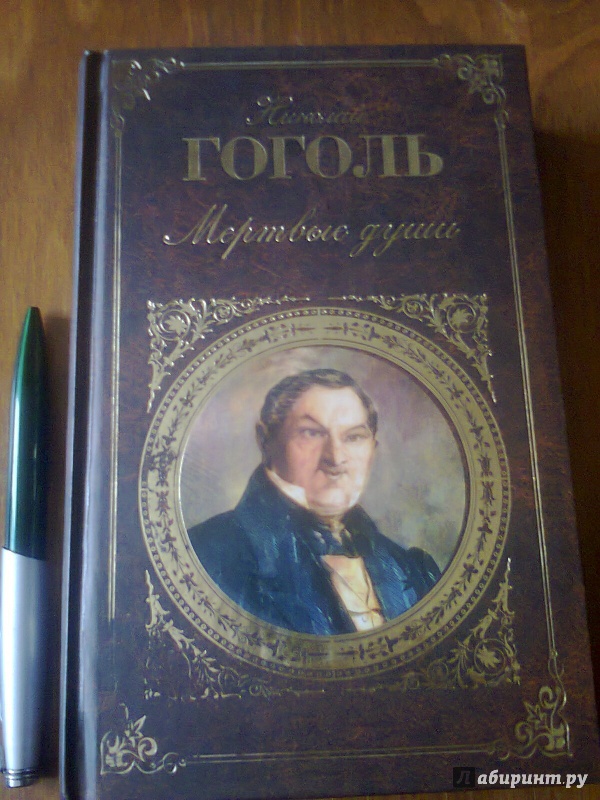 Николай
ГОГОЛЬ
Мертвые души
Лабиринт.ру